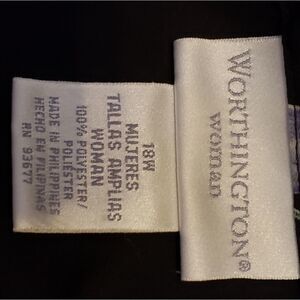 WORTHINGTON®
woman
18W
MUJERES
TALLAS AMPLIAS
WOMAN
100% POLYESTER/
POLIESTER
MADE IN PHILIPPINES
HECHO EN FILIPINAS
RN 93677